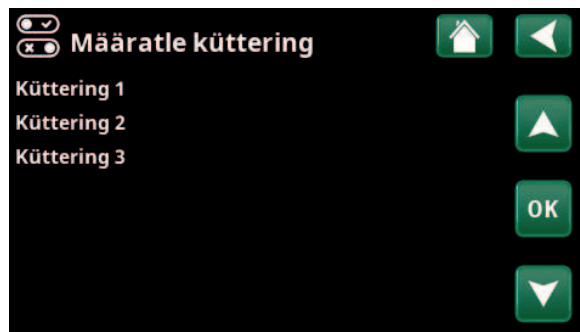 Määratle küttering
Küttering 1
Küttering 2
Küttering 3
OK